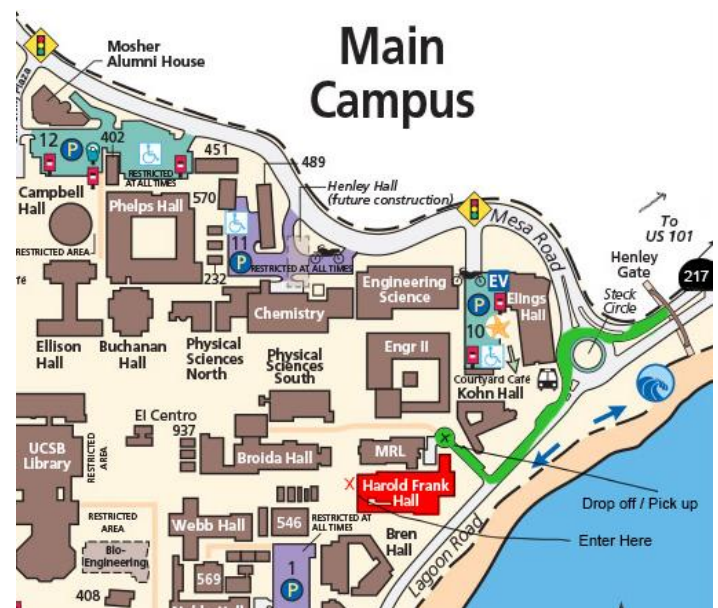 Main
Campus
Mosher
Alumni House
Plaza
12
P
402
451
RESTRICTED
AT ALL TIMES
489
Campbell
Hall
Phelps Hall
570
Henley Hall
(future construction)
Mesa Road
To
US 101
RESTRICTED AREA
11
P
RESTRICTED AT ALL TIMES
232
Henley
Gate
217
Steck
Circle
Engineering
Science
EV
P
10
Elings
Hall
Chemistry
Ellison
Hall
Buchanan
Hall
Physical
Sciences
North
Physical
Sciences
South
Engr II
Courtyard Café
Kohn Hall
El Centro
937
UCSB
Library
RESTRICTED
AREA
Broida Hall
MRL
X
X
Harold Frank
Hall
Drop off / Pick up
Enter Here
RESTRICTED
AREA
Webb Hall
546
RESTRICTED AT
ALL TIMES
Bren
Hall
Lagoon Road
Bio-
Engineering
569
1
P
408